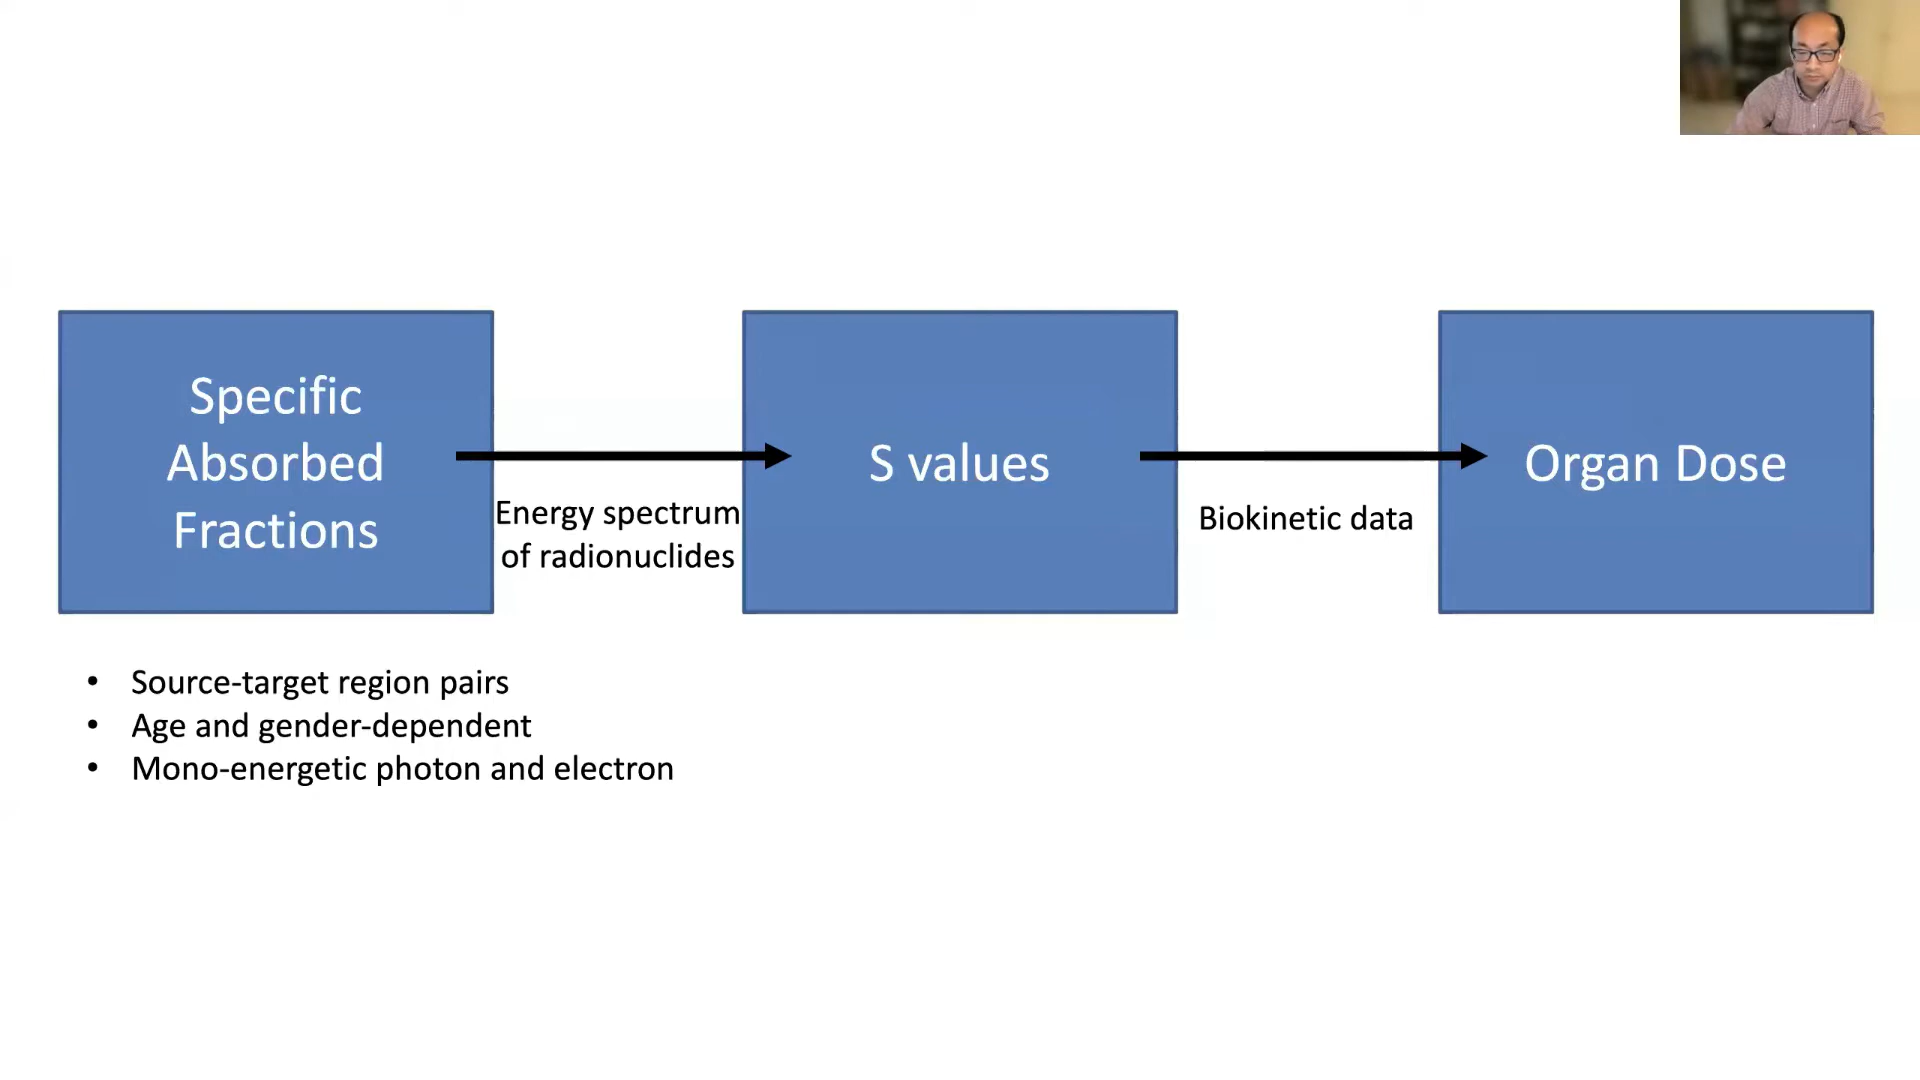 Specific
Absorbed
Fractions
Energy spectrum
of radionuclides
S values
Biokinetic data
Organ Dose
• Source-target region pairs
• Age and gender-dependent
• Mono-energetic photon and electron